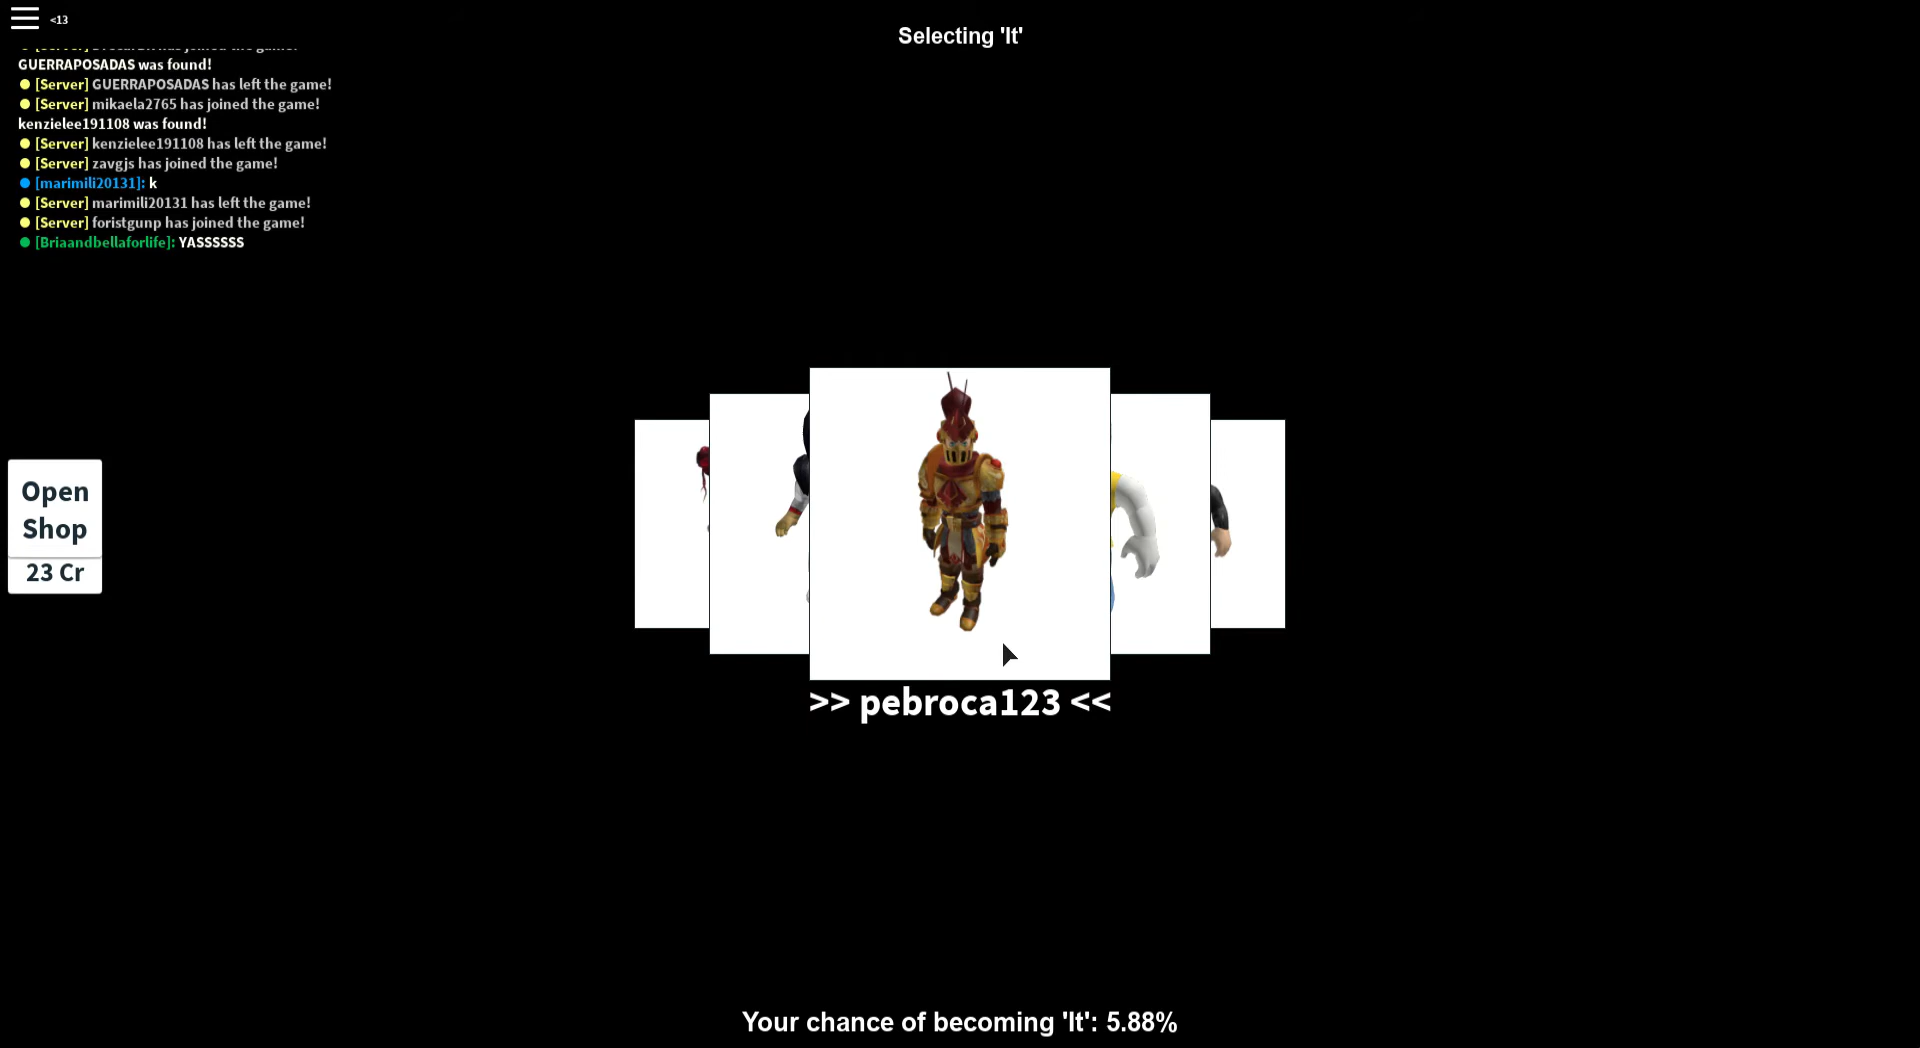 <13
Selecting 'It'
GUERRAPOSADAS was found!
[Server] GUERRAPOSADAS has left the game!
[Server] mikaela2765 has joined the game!
kenzielee191108 was found!
[Server] kenzielee191108 has left the game!
[Server] zavgjs has joined the game!
[marimili20131]: k
[Server] marimili20131 has left the game!
[Server] foristgunp has joined the game!
[Briaandbellaforlife]: YASSSSSS
Open
Shop
23 Cr
>> pebroca123 <<
Your chance of becoming 'It': 5.88%